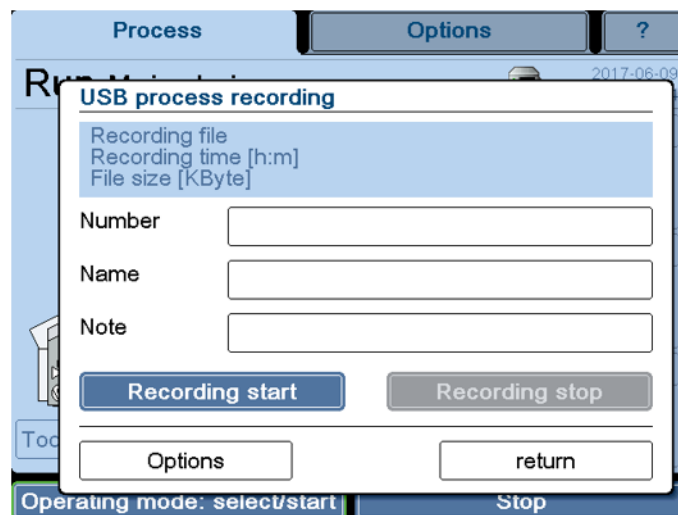 Process
Options
?
Run
2017-06-09
USB process recording
Recording file
Recording time [h:m]
File size [KByte]
Number
Name
Note
Recording start
Recording stop
Options
return
Operating mode: select/start
Stop